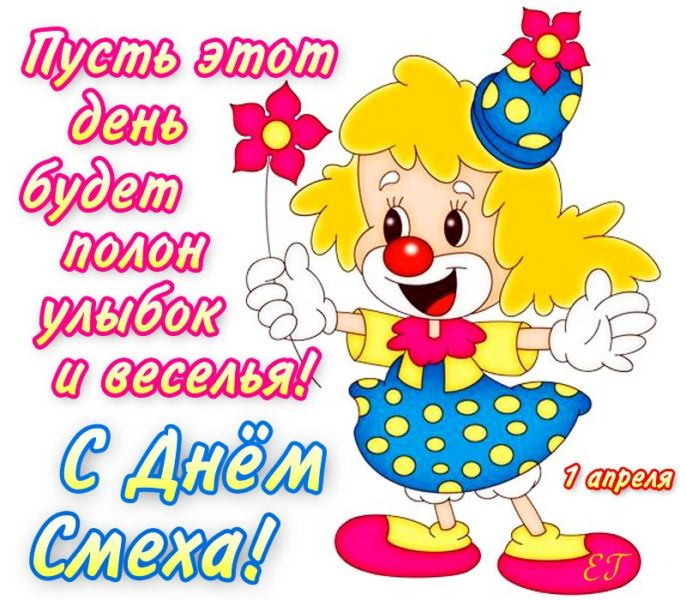 Пусть этот
день
будет
полон
улыбок
и веселья!
С Днём
Смеха!
1 апреля
ЕГ